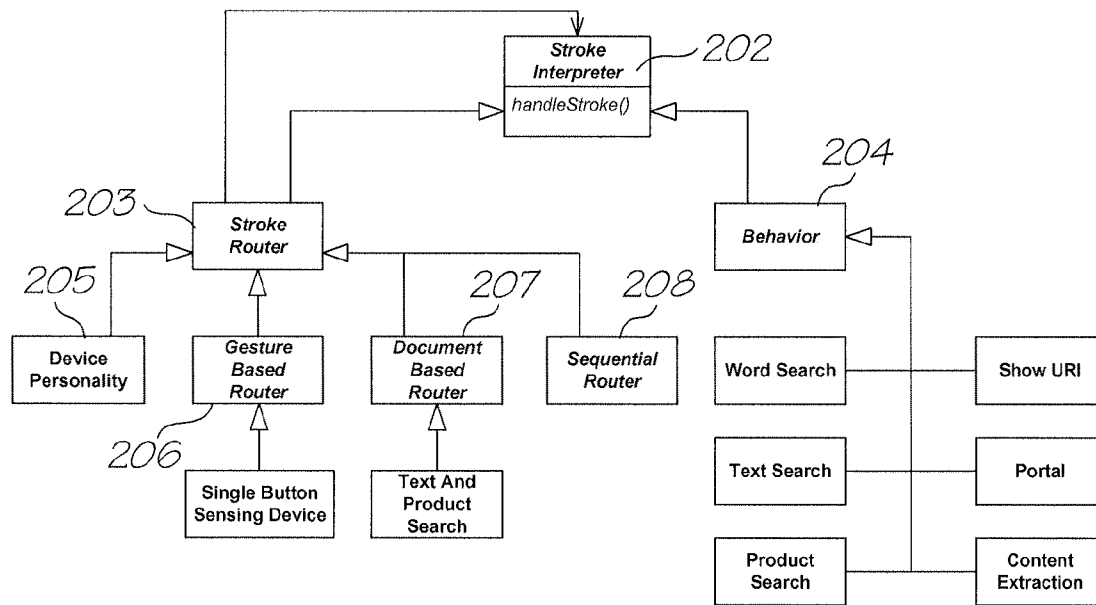 Stroke
Interpreter
202
handleStroke()
204
203
Stroke
Router
Behavior
205
207
208
Device
Personality
Gesture
Based
Router
Document
Based
Router
Sequential
Router
Word Search
Show URI
206
Single Button
Sensing Device
Text And
Product
Search
Text Search
Portal
Product
Search
Content
Extraction